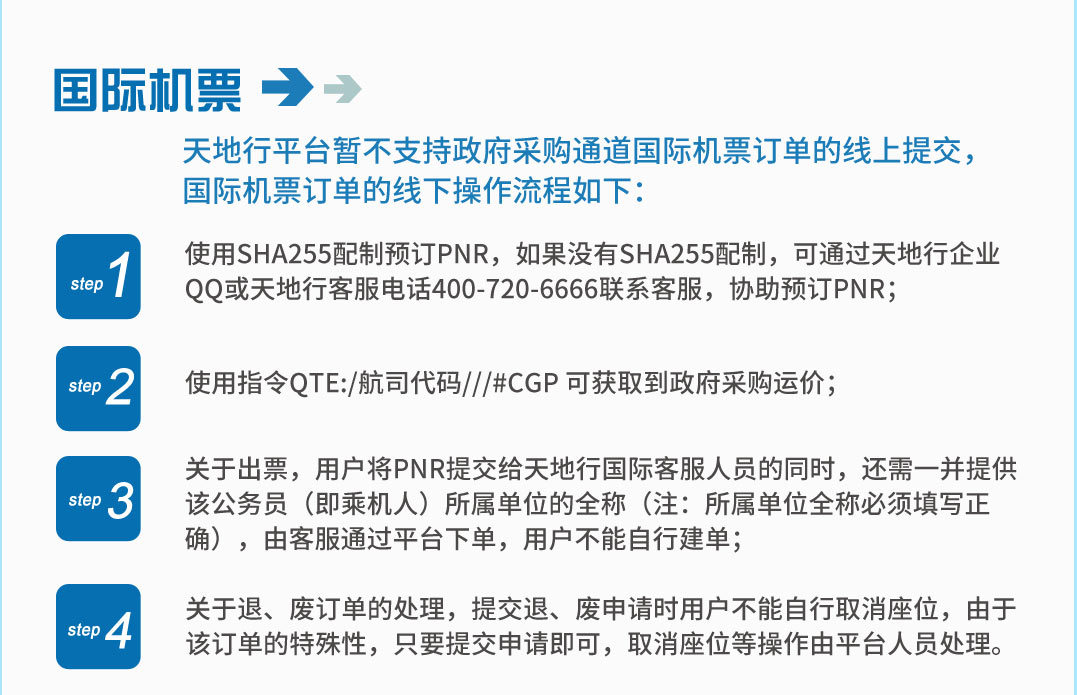 国际机票
天地行平台暂不支持政府采购通道国际机票订单的线上提交，
国际机票订单的线下操作流程如下：
step 1
使用SHA255配制预订PNR，如果没有SHA255配制，可通过天地行企业
QQ或天地行客服电话400-720-6666联系客服，协助预订PNR；
step 2
使用指令QTE:/航司代码///#CGP 可获取到政府采购运价；
step 3
关于出票，用户将PNR提交给天地行国际客服人员的同时，还需一并提供
该公务员（即乘机人）所属单位的全称（注：所属单位全称必须填写正
确），由客服通过平台下单，用户不能自行建单；
step 4
关于退、废订单的处理，提交退、废申请时用户不能自行取消座位，由于
该订单的特殊性，只要提交申请即可，取消座位等操作由平台人员处理。